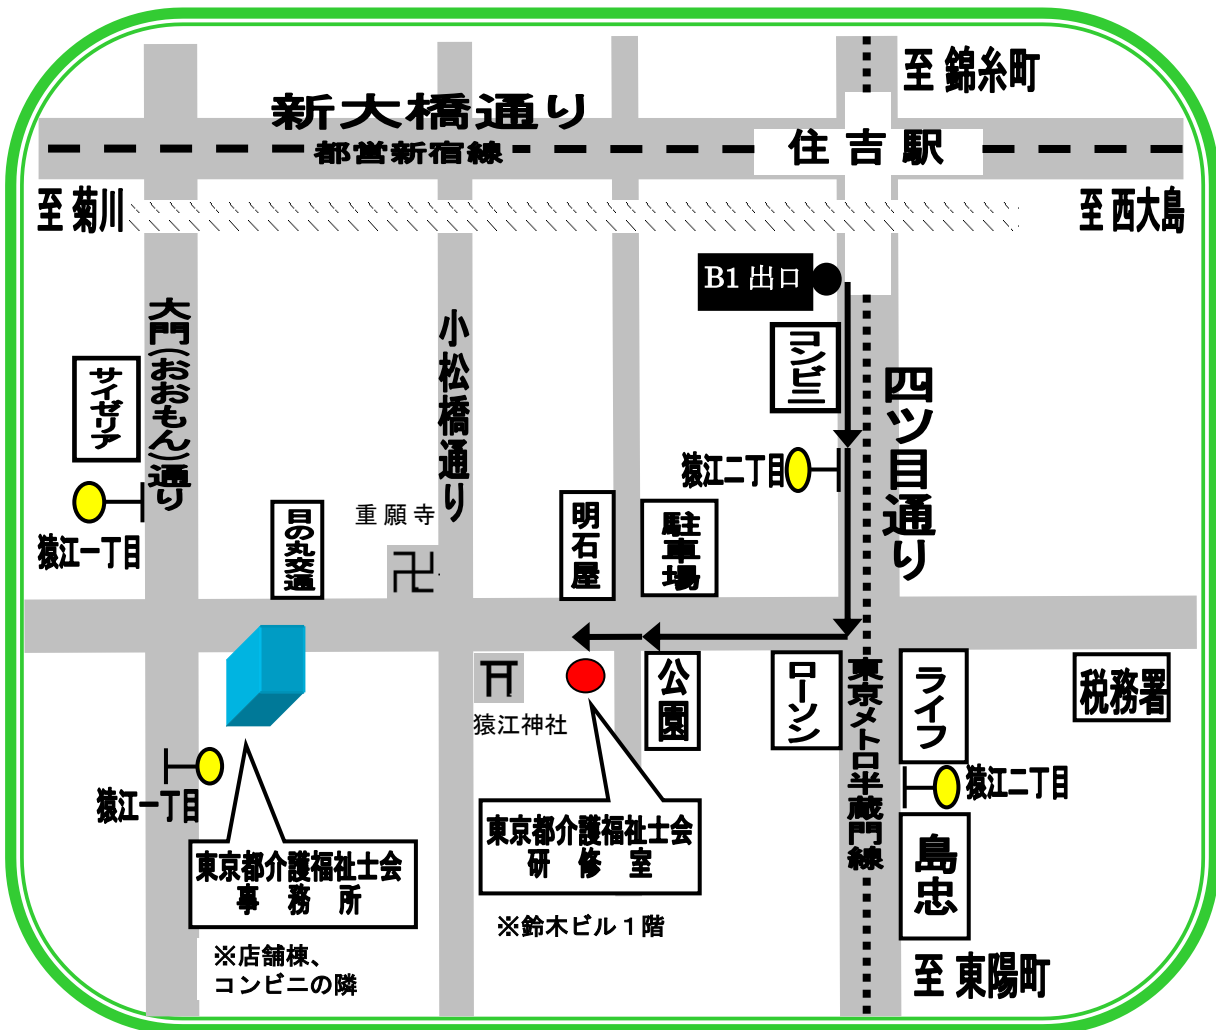 至 錦糸町
新大橋通り
都営新宿線
住吉駅
至 菊川
至 西大島
B1 出口
大門(おおもん)通り
小松橋通り
コンビニ
四ツ目通り
サイゼリア
猿江二丁目
猿江一丁目
日の丸交通
重願寺
卍
明石屋
駐車場
猿江神社
公園
ローソン
東京メトロ半蔵門線
ライフ
税務署
猿江一丁目
猿江二丁目
東京都介護福祉士会
研 修 室
東京都介護福祉士会
事 務 所
島忠
※鈴木ビル1階
※店舗棟、
コンビニの隣
至 東陽町